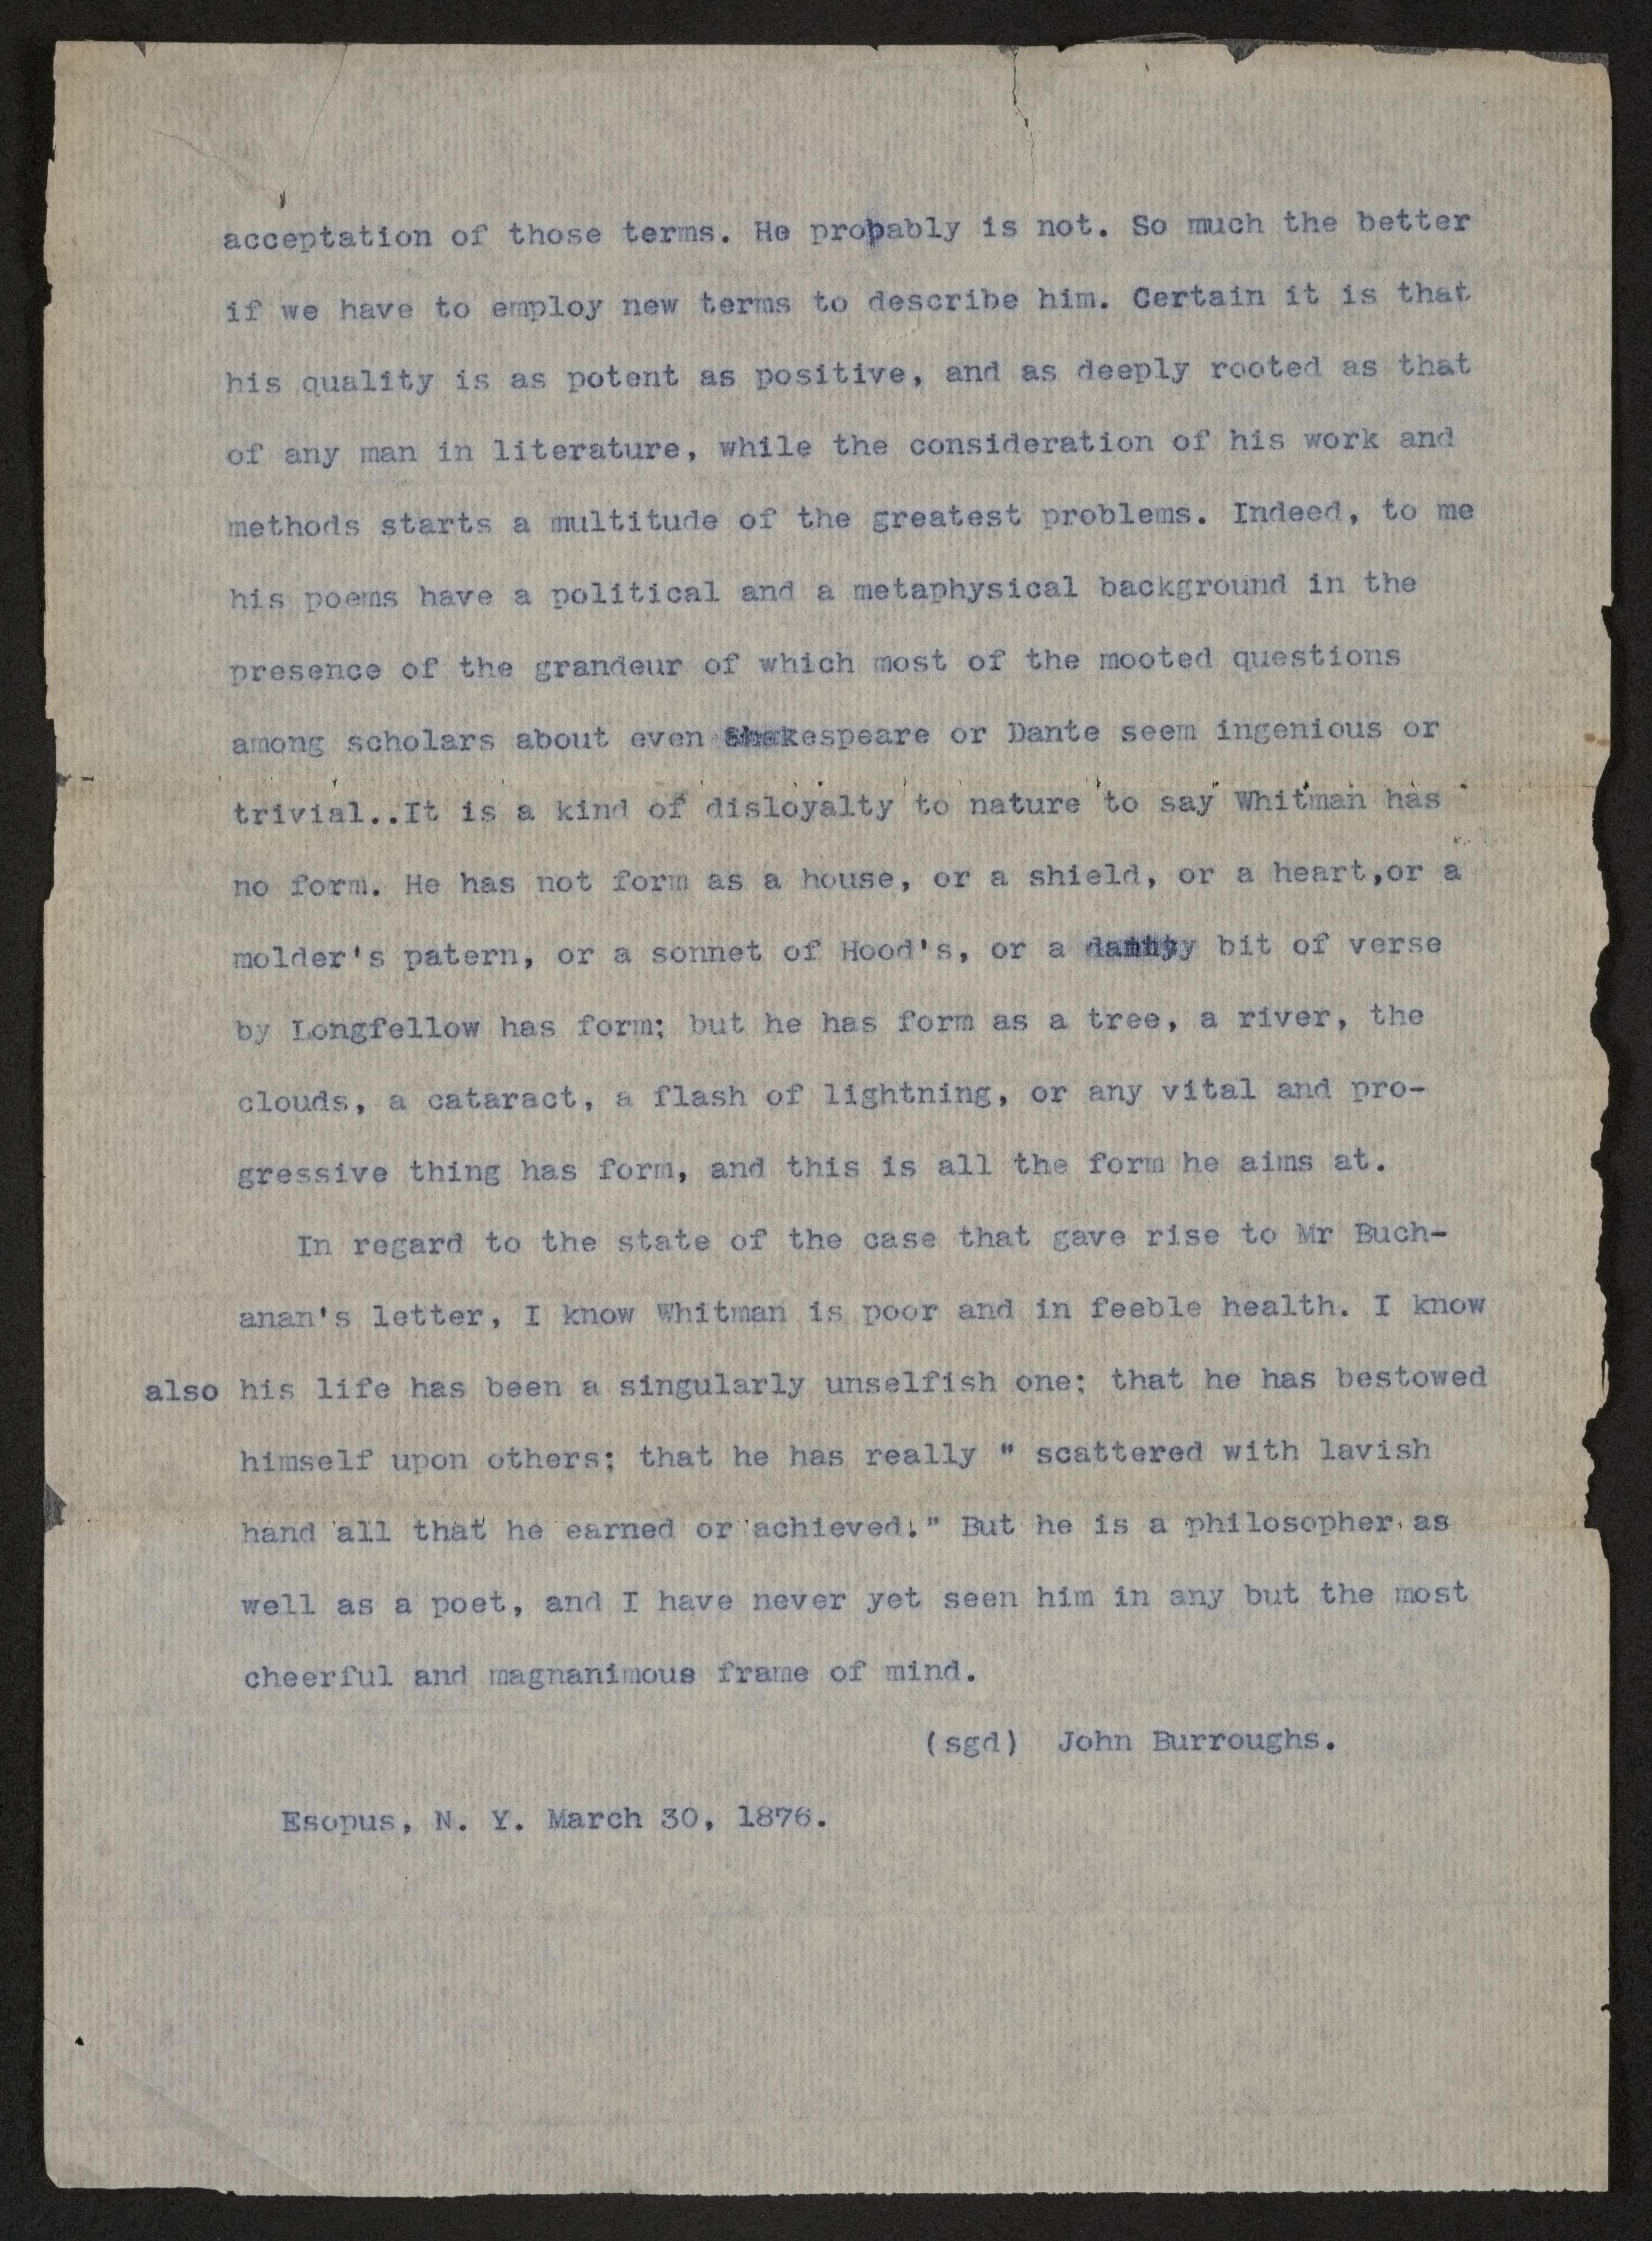 acceptation of those terms. He probably is not. So much the better
if we have to employ new terms to describe him. Certain it is that
his quality is as potent as positive, and as deeply rooted as that
of any man in literature, while the consideration of his work and
methods starts a multitude of the greatest problems. Indeed, to me
his poems have a political and a metaphysical background in the
presence of the grandeur of which most of the mooted questions
among scholars about even Shakespeare or Dante seem ingenious or
trivial..It is a kind of disloyalty to nature to say Whitman has
no form. He has not form as a house, or a shield, or a heart,or a
molder's patern, or a sonnet of Hood's, or a dainty bit of verse
by Longfellow has form; but he has form as a tree, a river, the
clouds, a cataract, a flash of lightning, or any vital and pro-
gressive thing has form, and this is all the form he aims at.
In regard to the state of the case that gave rise to Mr Buch-
anan's letter, I know Whitman is poor and in feeble health. I know
also his life has been a singularly unselfish one; that he has bestowed
himself upon others; that he has really " scattered with lavish
hand all that he earned or achieved." But he is a philosopher as
well as a poet, and I have never yet seen him in any but the most
cheerful and magnanimous frame of mind.
(sgd) John Burroughs.
Esopus, N. Y. March 30, 1876.